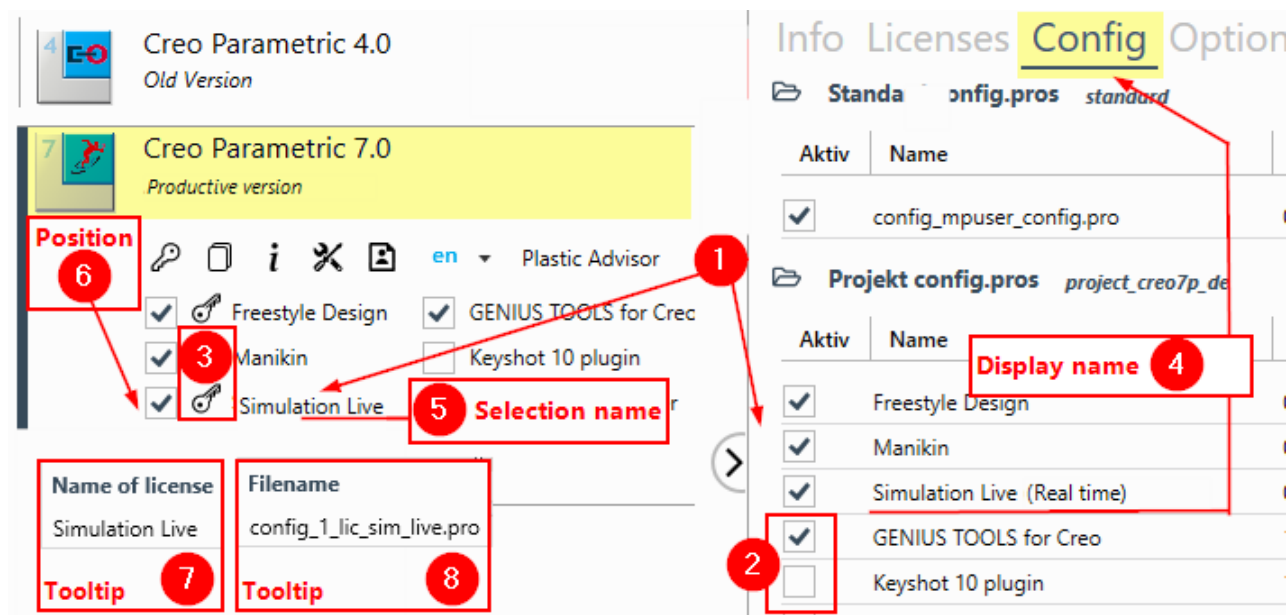 4
Creo Parametric 4.0
Old Version
7
Creo Parametric 7.0
Productive version
Position
6
en
Plastic Advisor
1
Freestyle Design
GENIUS TOOLS for Creo
3
Manikin
Keyshot 10 plugin
Simulation Live
5
Selection name
r
Name of license
Simulation Live
Tooltip
7
Filename
config_1_lic_sim_live.pro
Tooltip
8
Info Licenses Config Option
Standa onfig.pros standard
Aktiv Name
config_mpuser_config.pro
Projekt config.pros project_creo7p_de
Aktiv Name
Display name 4
Freestyle Design
Manikin
Simulation Live (Real time)
2
GENIUS TOOLS for Creo
Keyshot 10 plugin